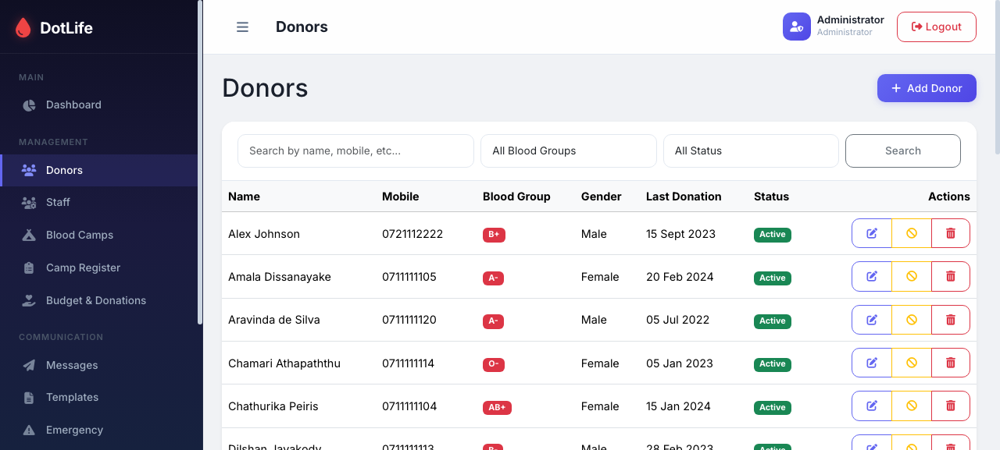 DotLife
MAIN
Dashboard
MANAGEMENT
Donors
Staff
Blood Camps
Camp Register
Budget & Donations
COMMUNICATION
Messages
Templates
Emergency
Donors
Administrator
Administrator
Logout
Donors
Add Donor
Search by name, mobile, etc... All Blood Groups All Status Search
Name Mobile Blood Group Gender Last Donation Status Actions
Alex Johnson 0721112222 B+ Male 15 Sept 2023 Active
Amala Dissanayake 0711111105 A- Female 20 Feb 2024 Active
Aravinda de Silva 0711111120 A- Male 05 Jul 2022 Active
Chamari Athapaththu 0711111114 O- Female 05 Jan 2023 Active
Chathurika Peiris 0711111104 AB+ Female 15 Jan 2024 Active
Dilshan Jayakody 0711111113 Male 28 Feb 2023 Active